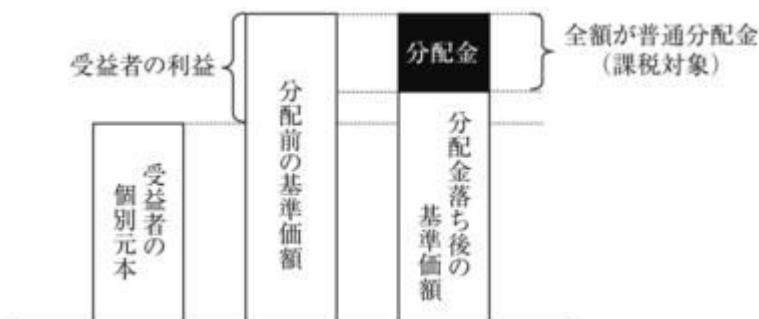 受益者の利益
分配金
全額が普通分配金
（課税対象）
受益者の
個別元本
分配前の基準価額
分配金落ち後の
基準価額